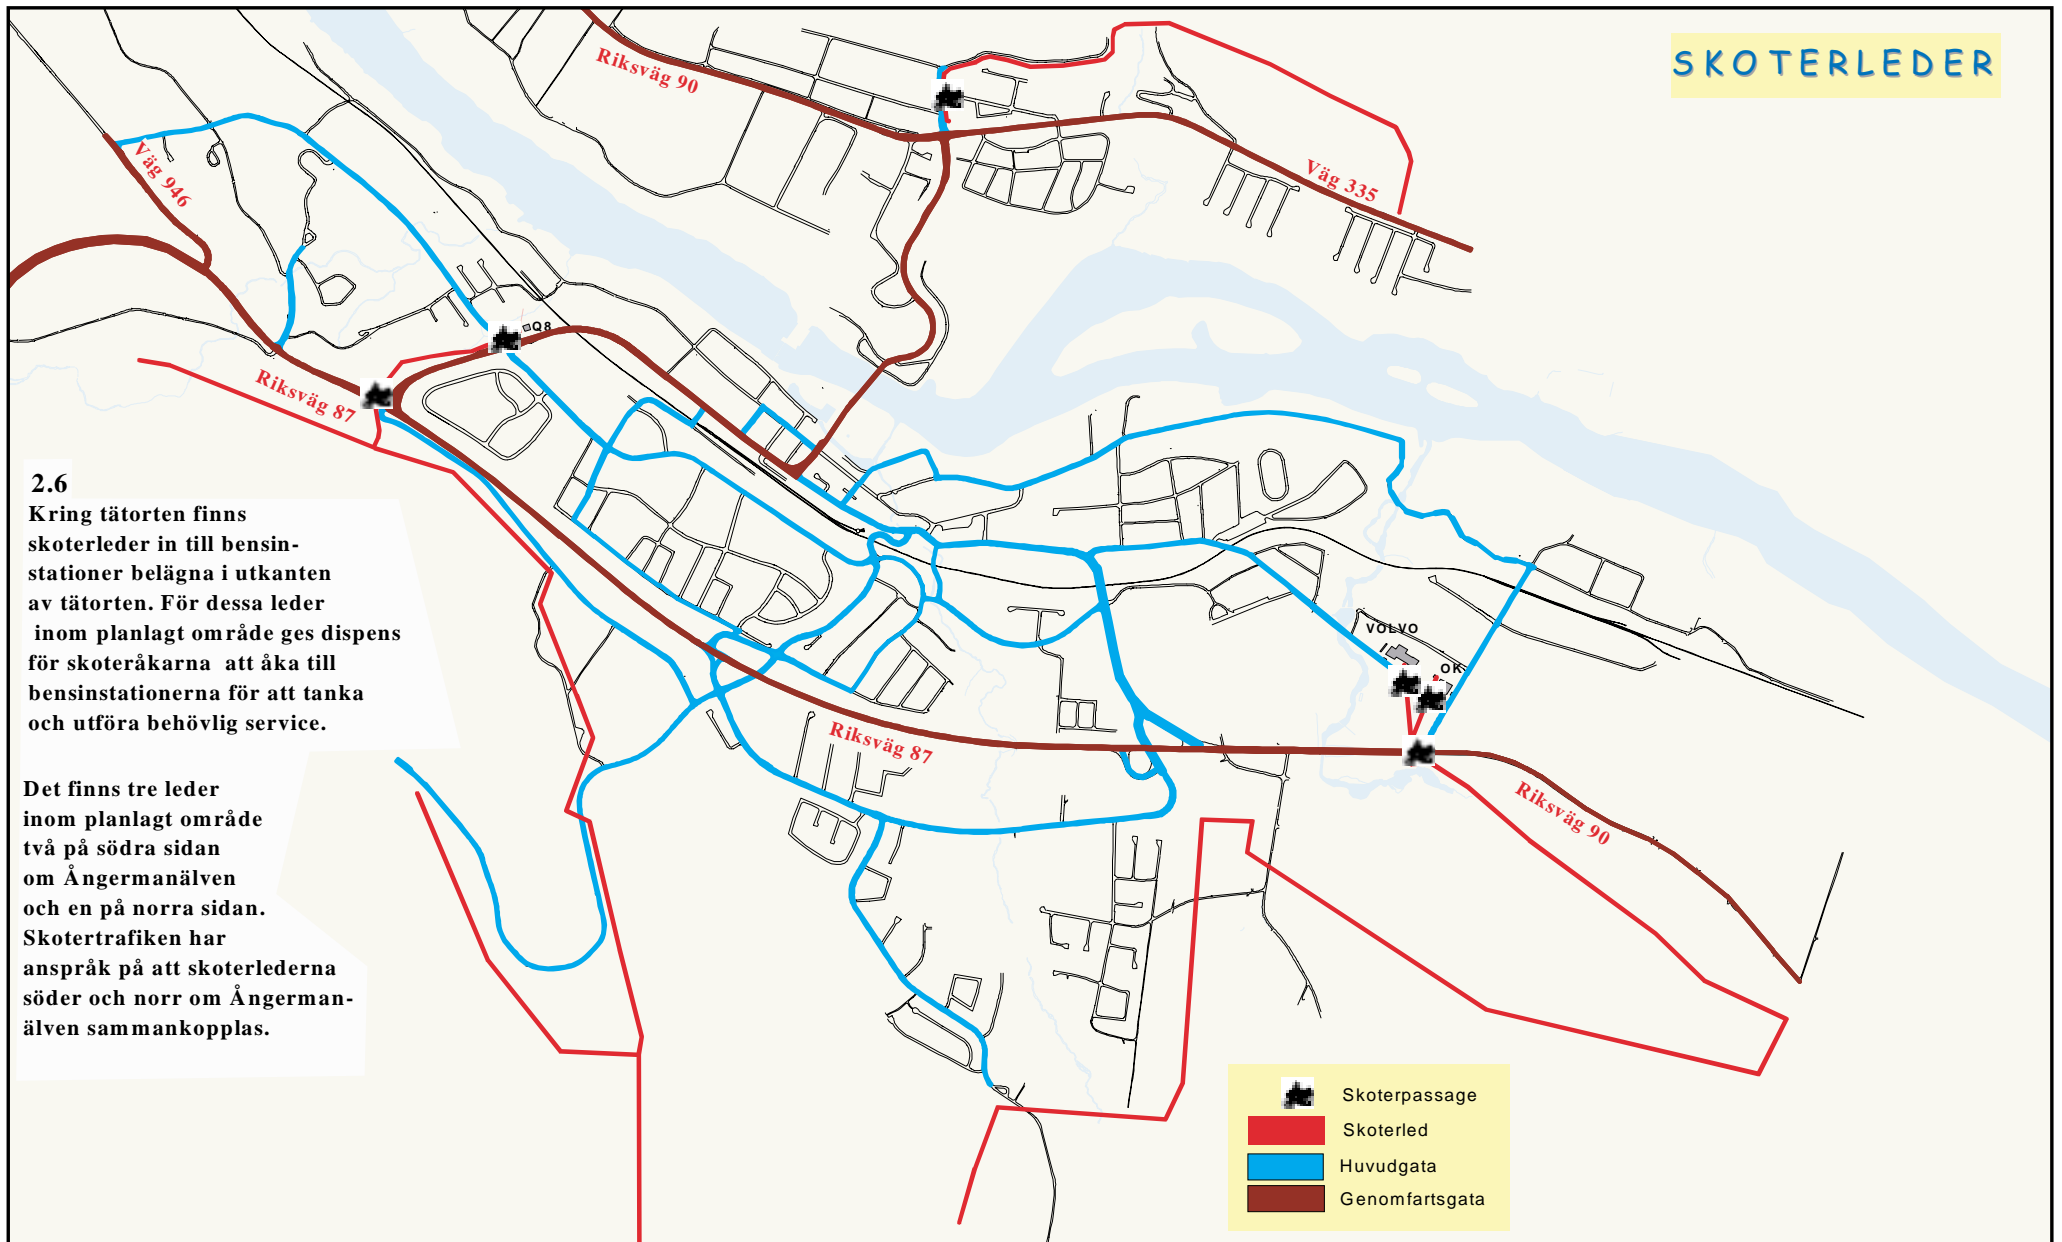 SKOTERLEDER
Riksväg 90
Väg 335
Väg 946
Q8
Riksväg 87
2.6
Kring tätorten finns
skoterleder in till bensin-
stationer belägna i utkanten
av tätorten. För dessa leder
inom planlagt område ges dispens
för skoteråkarna att åka till
bensinstationerna för att tanka
och utföra behövlig service.
Det finns tre leder
inom planlagt område
två på södra sidan
om Ångermanälven
och en på norra sidan.
Skotertrafiken har
anspråk på att skoterlederna
söder och norr om Ångerman-
älven sammankopplas.
VOLVO
OK
Riksväg 87
Riksväg 90
Skoterpassage
Skoterled
Huvudgata
Genomfartsgata